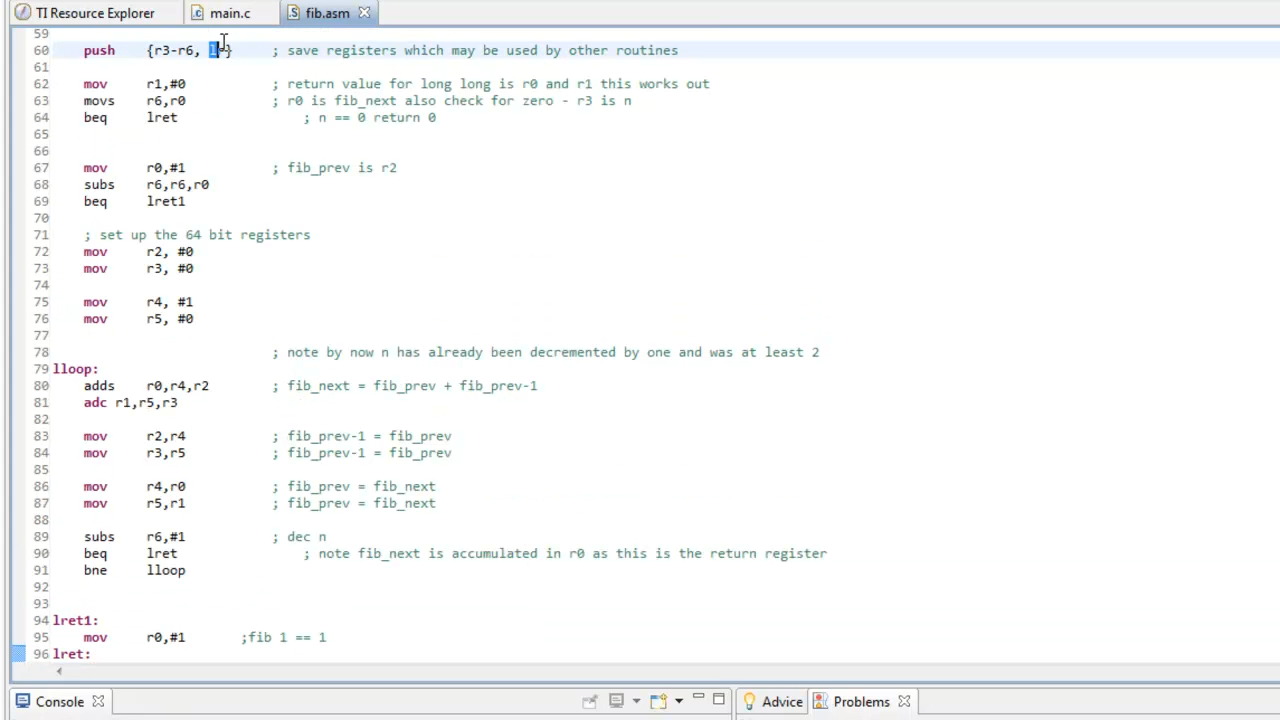 TI Resource Explorer main.c fib.asm
59
60 push {r3-r6, l } ; save registers which may be used by other routines
61
62 mov r1,#0 ; return value for long long is r0 and r1 this works out
63 movs r6,r0 ; r0 is fib_next also check for zero - r3 is n
64 beq lret ; n == 0 return 0
65
66
67 mov r0,#1 ; fib_prev is r2
68 subs r6,r6,r0
69 beq lret1
70
71 ; set up the 64 bit registers
72 mov r2, #0
73 mov r3, #0
74
75 mov r4, #1
76 mov r5, #0
77
78 ; note by now n has already been decremented by one and was at least 2
79 lloop:
80 adds r0,r4,r2 ; fib_next = fib_prev + fib_prev-1
81 adc r1,r5,r3
82
83 mov r2,r4 ; fib_prev-1 = fib_prev
84 mov r3,r5 ; fib_prev-1 = fib_prev
85
86 mov r4,r0 ; fib_prev = fib_next
87 mov r5,r1 ; fib_prev = fib_next
88
89 subs r6,#1 ; dec n
90 beq lret ; note fib_next is accumulated in r0 as this is the return register
91 bne lloop
92
93
94 lret1:
95 mov r0,#1 ;fib 1 == 1
96 lret:
Console Advice Problems